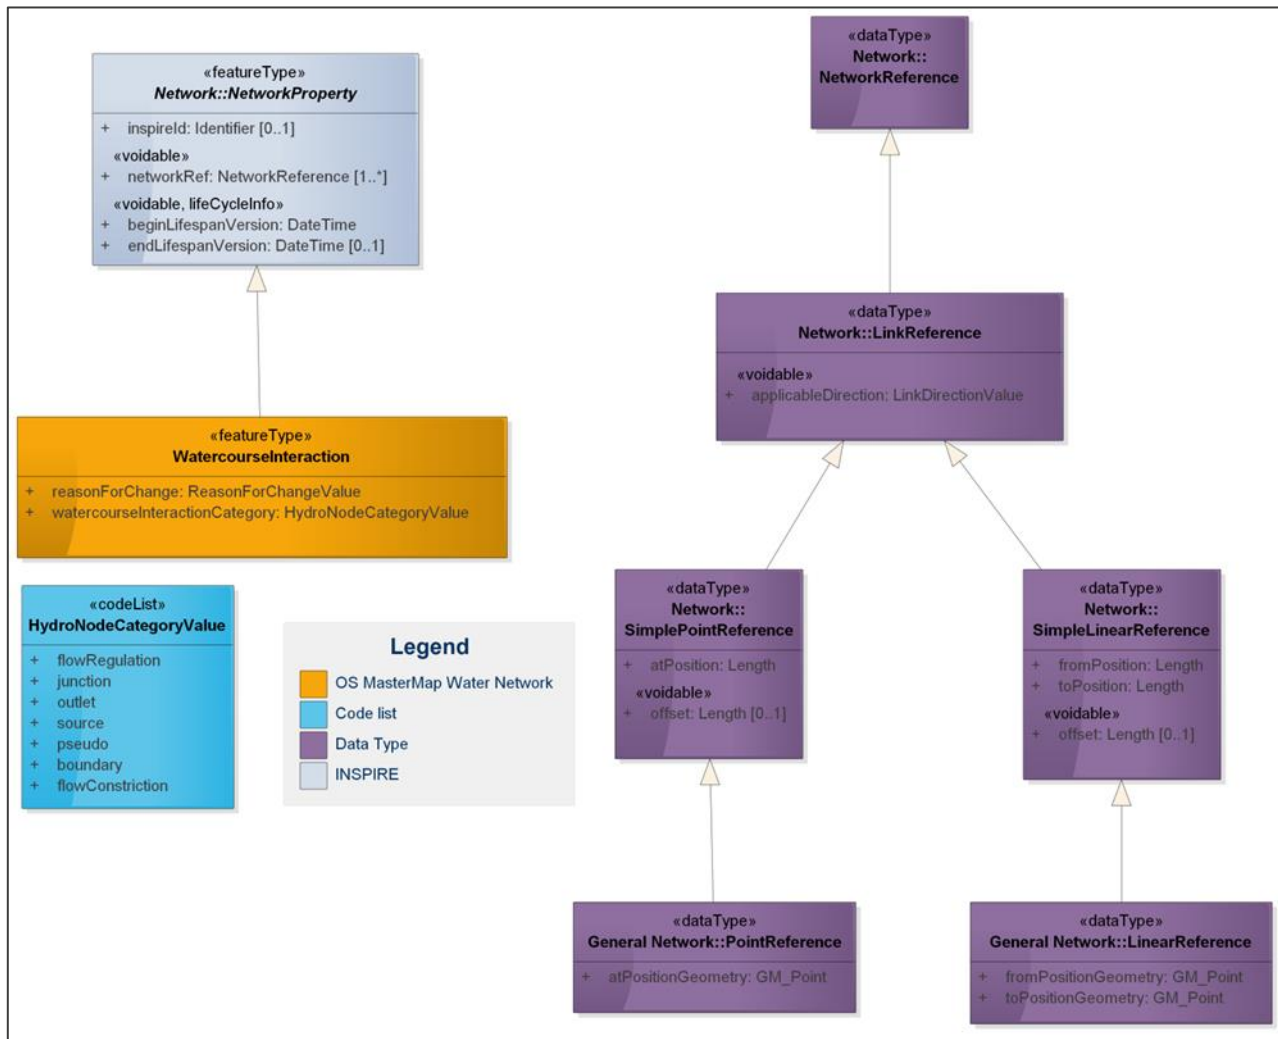 «featureType»
Network::NetworkProperty
+ inspireId: Identifier [0..1]
«voidable»
+ networkRef: NetworkReference [1..*]
«voidable, lifeCycleInfo»
+ beginLifespanVersion: DateTime
+ endLifespanVersion: DateTime [0..1]
«dataType»
Network::
NetworkReference
«dataType»
Network::LinkReference
«voidable»
+ applicableDirection: LinkDirectionValue
«featureType»
WatercourseInteraction
+ reasonForChange: ReasonForChangeValue
+ watercourseInteractionCategory: HydroNodeCategoryValue
«codeList»
HydroNodeCategoryValue
+ flowRegulation
+ junction
+ outlet
+ source
+ pseudo
+ boundary
+ flowConstriction
Legend
OS MasterMap Water Network
Code list
Data Type
INSPIRE
«dataType»
Network::
SimplePointReference
+ atPosition: Length
«voidable»
+ offset: Length [0..1]
«dataType»
Network::
SimpleLinearReference
+ fromPosition: Length
+ toPosition: Length
«voidable»
+ offset: Length [0..1]
«dataType»
General Network::PointReference
+ atPositionGeometry: GM_Point
«dataType»
General Network::LinearReference
+ fromPositionGeometry: GM_Point
+ toPositionGeometry: GM_Point